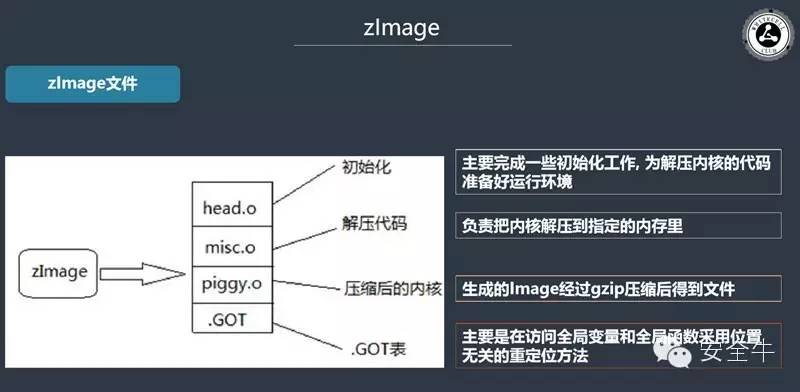 zImage
zImage文件
初始化
head.o
解压代码
misc.o
zImage
piggy.o
压缩后的内核
.GOT
.GOT表
主要完成一些初始化工作, 为解压内核的代码
准备好运行环境
负责把内核解压到指定的内存里
生成的Image经过gzip压缩后得到文件
主要是在访问全局变量和全局函数采用位置
无关的重定位方法
安全牛